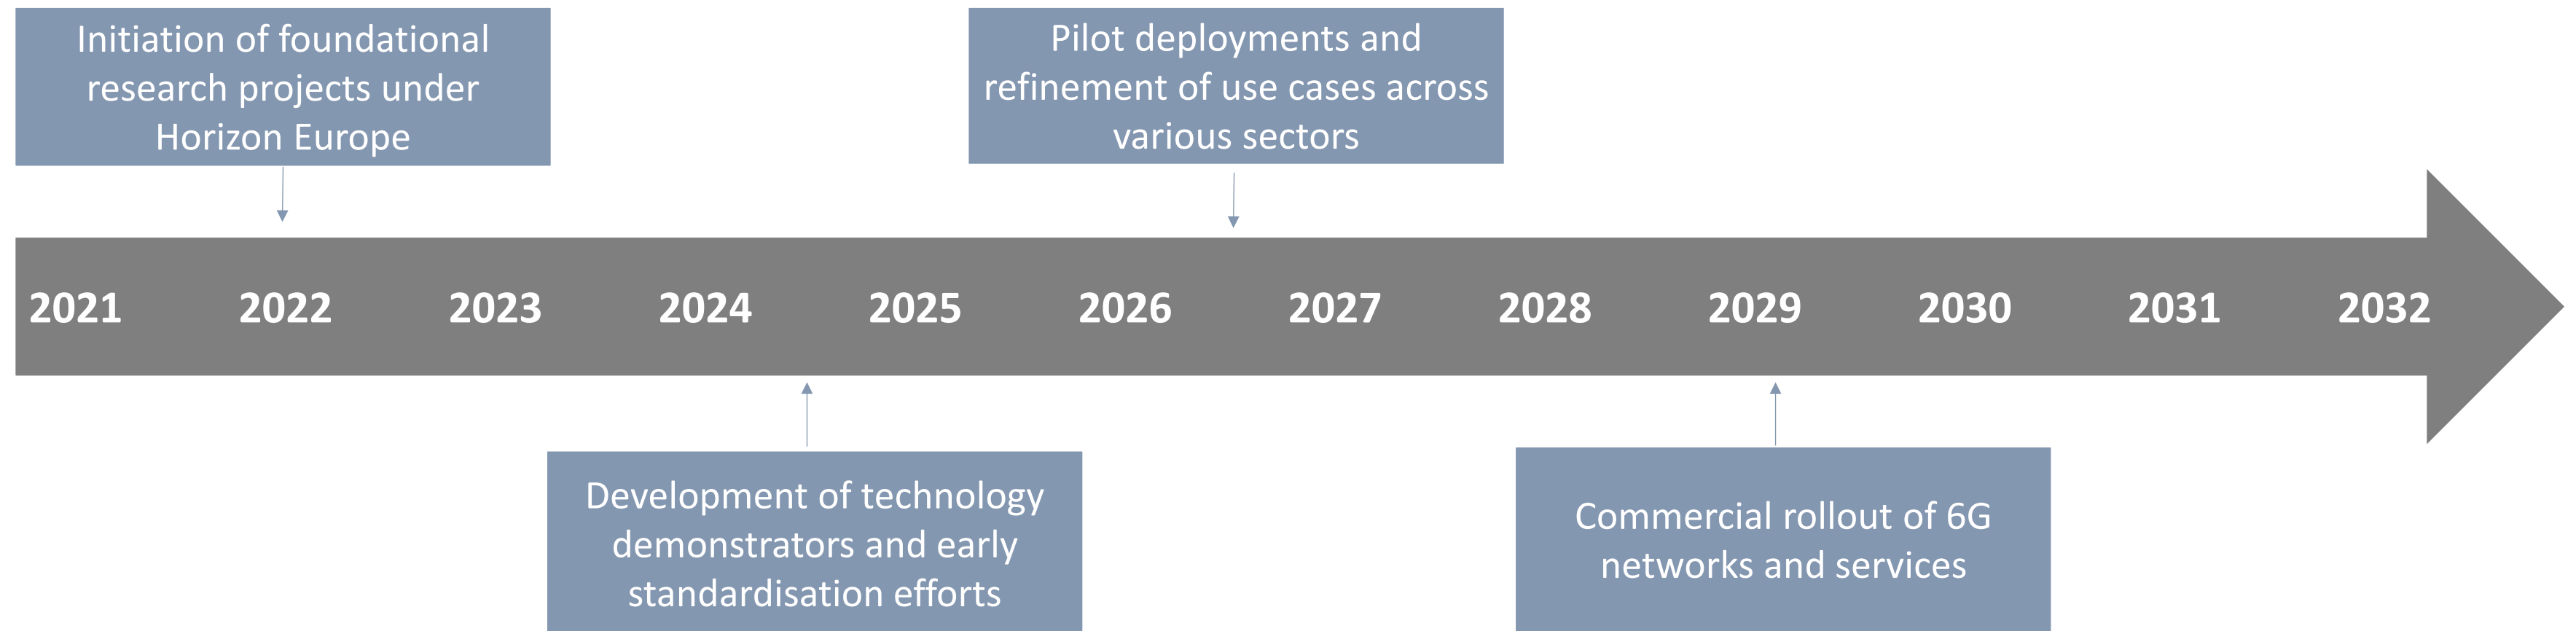 Initiation of foundational
research projects under
Horizon Europe
Pilot deployments and
refinement of use cases across
various sectors
2021 2022 2023 2024 2025 2026 2027 2028 2029 2030 2031 2032
Development of technology
demonstrators and early
standardisation efforts
Commercial rollout of 6G
networks and services